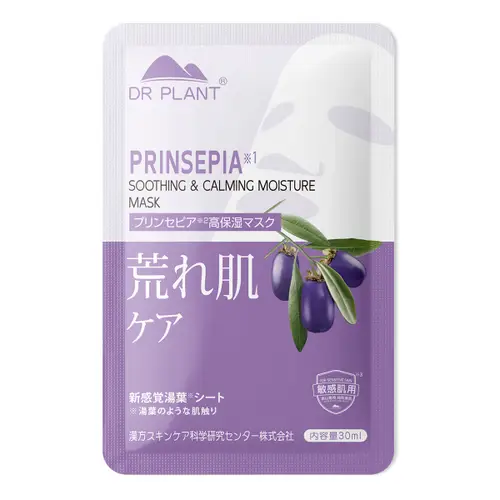 DR PLANT®
PRINSEPIA※1
SOOTHING & CALMING MOISTURE
MASK
プリンセピア※2高保湿マスク
荒れ肌
ケア
敏感肌用
新感覚湯葉※シート
※湯葉のような肌触り
漢方スキンケア科学研究センター株式会社
内容量30ml